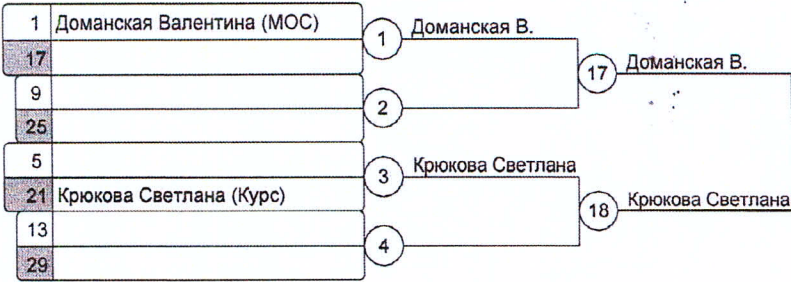 1 Доманская Валентина (МОС)
17
1 Доманская В.
9
25
2
17 Доманская В.
5
21 Крюкова Светлана (Курс)
3 Крюкова Светлана
13
29
4
18 Крюкова Светлана